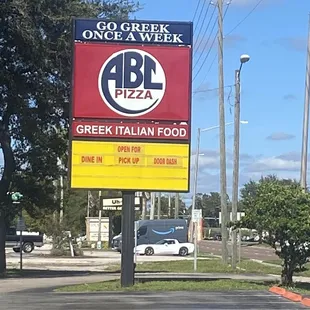 GO GREEK
ONCE A WEEK
ABC
PIZZA
GREEK ITALIAN FOOD
OPEN FOR
DINE IN PICK UP DOOR DASH